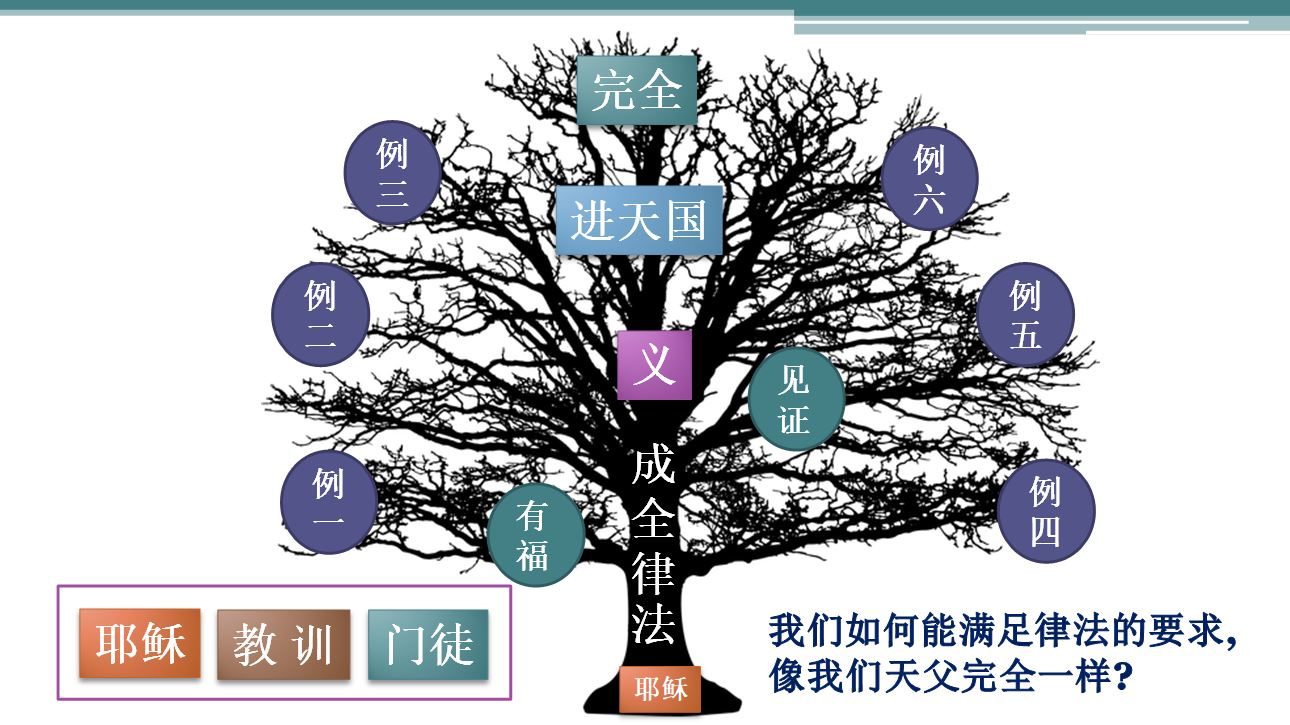 完全
例
三
例
六
进天国
例
二
例
五
义
见
证
成
全
律
法
例
一
例
四
有
福
耶稣
教 训
门徒
我们如何能满足律法的要求,
像我们天父完全一样?
耶稣